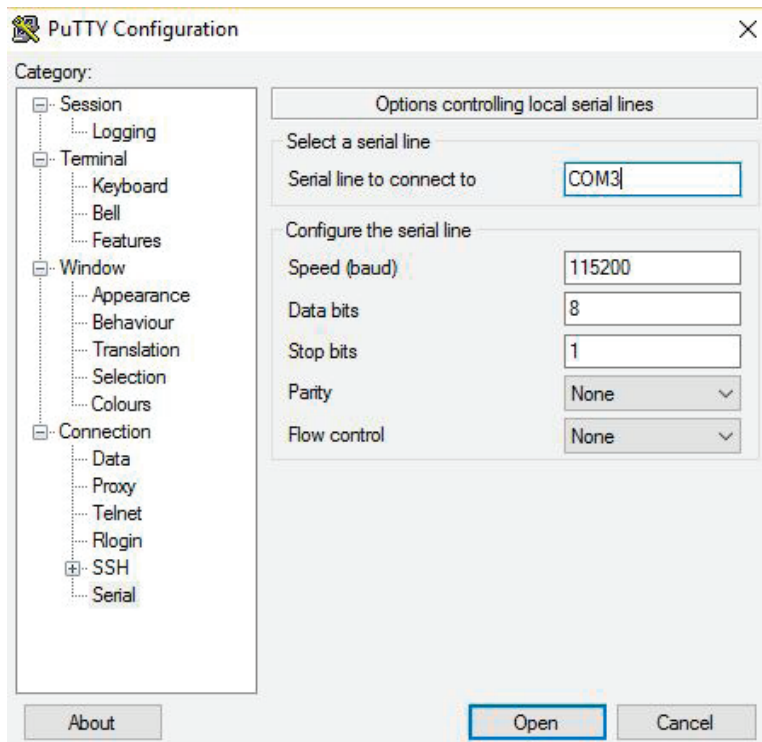 PuTTY Configuration
Category:
Session
Logging
Terminal
Keyboard
Bell
Features
Window
Appearance
Behaviour
Translation
Selection
Colours
Connection
Data
Proxy
Telnet
Rlogin
SSH
Serial
Options controlling local serial lines
Select a serial line
Serial line to connect to COM3
Configure the serial line
Speed (baud) 115200
Data bits 8
Stop bits 1
Parity None
Flow control None
About Open Cancel